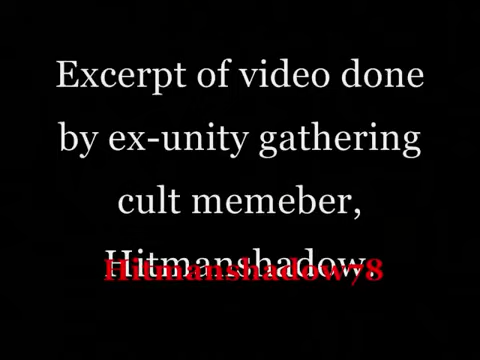 Excerpt of video done
by ex-unity gathering
cult memeber,
Hitmanshadow.
Hitmanshadow78